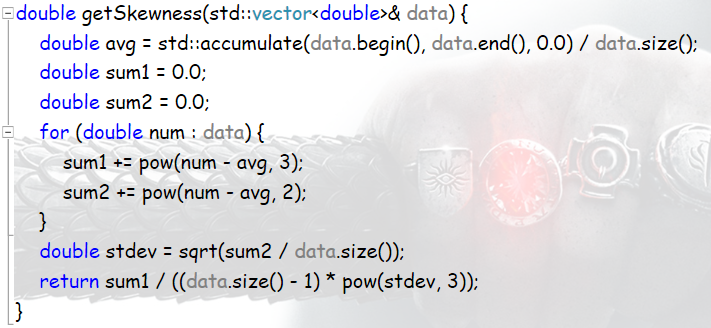 double getSkewness(std::vector<double>& data) {
double avg = std::accumulate(data.begin(), data.end(), 0.0) / data.size();
double sum1 = 0.0;
double sum2 = 0.0;
for (double num : data) {
sum1 += pow(num - avg, 3);
sum2 += pow(num - avg, 2);
}
double stdev = sqrt(sum2 / data.size());
return sum1 / ((data.size() - 1) * pow(stdev, 3));
}